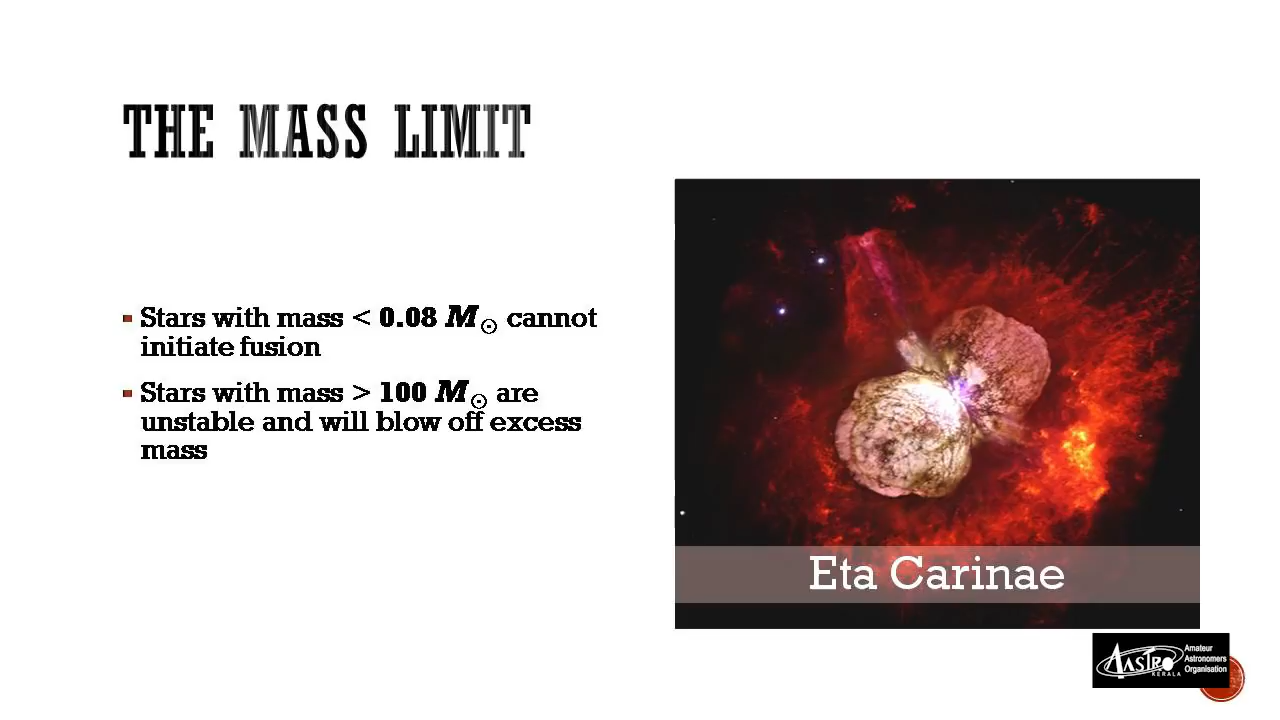 THE MASS LIMIT
▪ Stars with mass < 0.08 M☉ cannot
initiate fusion
▪ Stars with mass > 100 M☉ are
unstable and will blow off excess
mass
Eta Carinae
AASTRO
KERALA
Amateur
Astronomers
Organisation